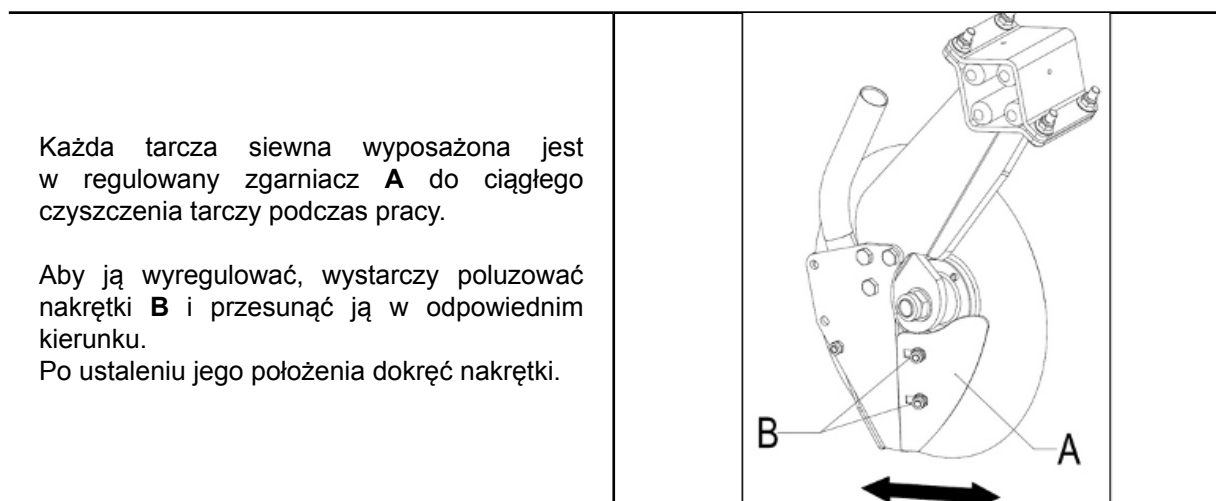 Każda tarcza siewna wyposażona jest
w regulowany zgarniacz A do ciągłego
czyszczenia tarczy podczas pracy.
Aby ją wyregulować, wystarczy poluzować
nakrętki B i przesunąć ją w odpowiednim
kierunku.
Po ustaleniu jego położenia dokręć nakrętki.
B
A